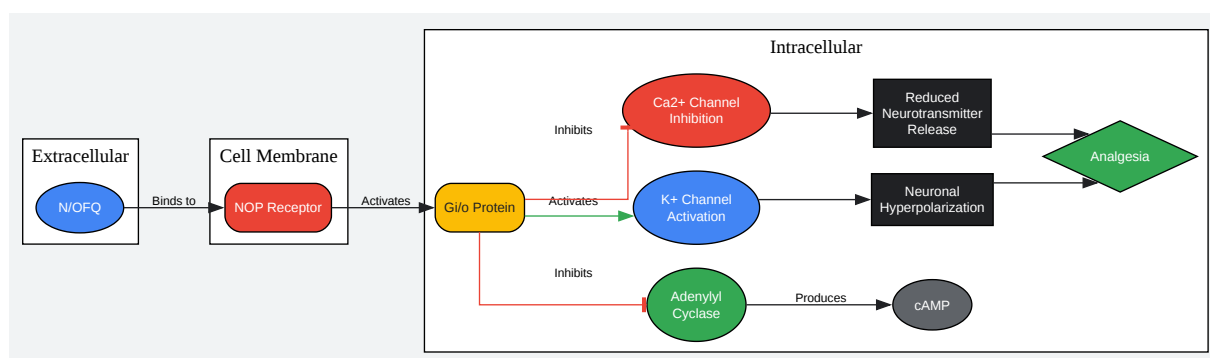 Intracellular
Extracellular
N/OFQ
Binds to
Cell Membrane
NOP Receptor
Activates
Gi/o Protein
Inhibits
Ca2+ Channel
Inhibition
Reduced
Neurotransmitter
Release
Activates
K+ Channel
Activation
Neuronal
Hyperpolarization
Analgesia
Inhibits
Adenylyl
Cyclase
Produces
cAMP